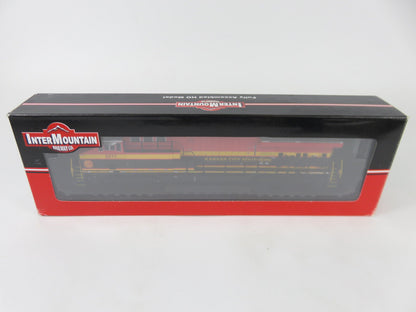 INTERMOUNTAIN
Fully Assembled HO Model
INTERMOUNTAIN
RAILWAY CO.
KANSAS CITY SOUTHERN